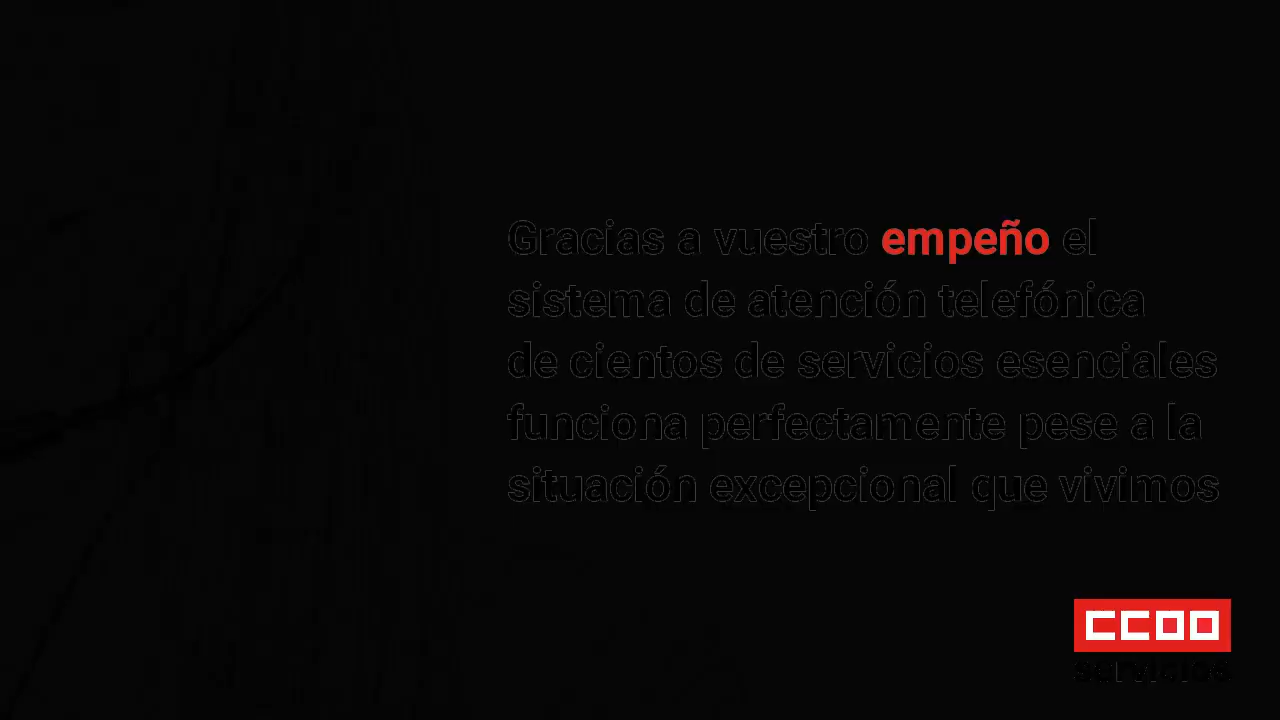 Gracias a vuestro empeño el
sistema de atención telefónica
de cientos de servicios esenciales
funciona perfectamente pese a la
situación excepcional que vivimos
CCOO
servicios